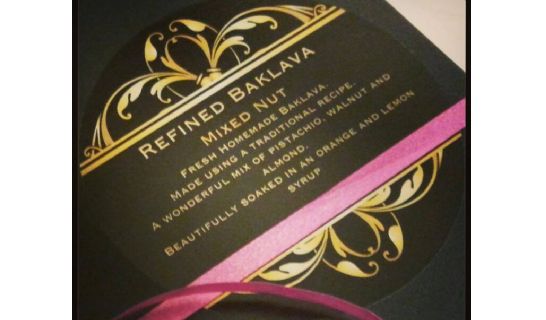 Refined Baklava
Mixed Nut
Fresh Homemade Baklava.
Made using a traditional recipe.
A wonderful mix of pistachio, walnut and
almond.
Beautifully soaked in an orange and lemon
syrup